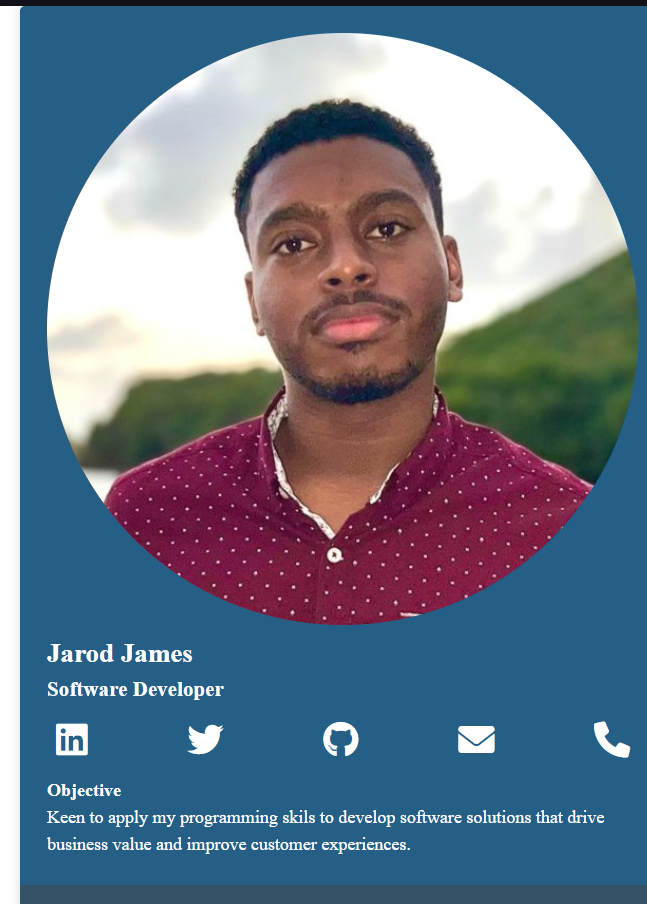 Jarod James
Software Developer
in
Objective
Keen to apply my programming skils to develop software solutions that drive
business value and improve customer experiences.